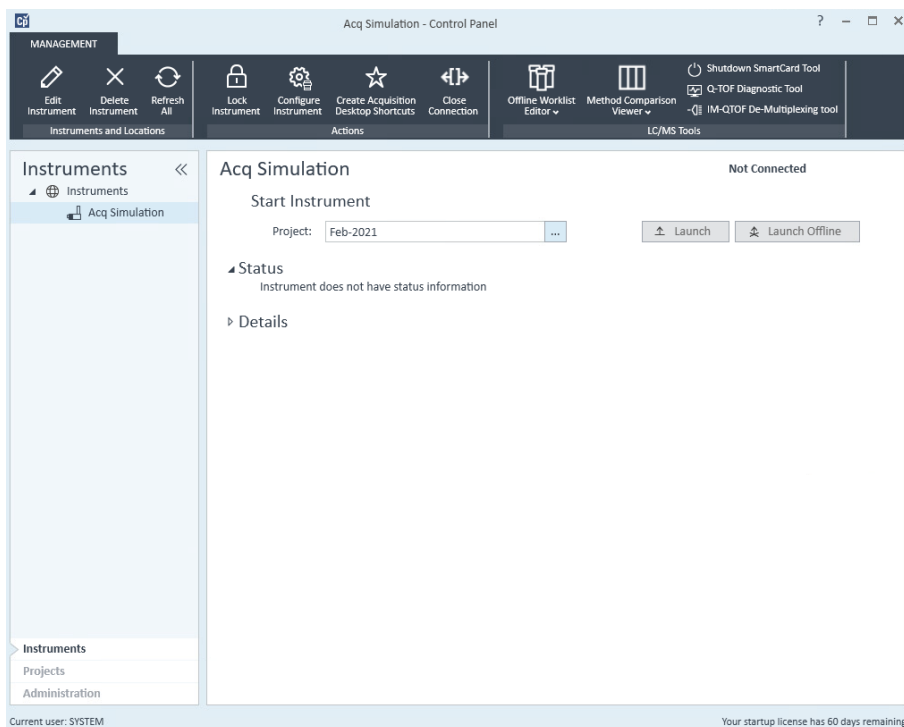 Cp
Acq Simulation - Control Panel
?
MANAGEMENT
Edit Instrument
Delete Instrument
Refresh All
Instruments and Locations
Lock Instrument
Configure Instrument
Create Acquisition Desktop Shortcuts
Close Connection
Actions
Offline Worklist Editor
Method Comparison Viewer
Shutdown SmartCard Tool
Q-TOF Diagnostic Tool
IM-QTOF De-Multiplexing tool
LC/MS Tools
Instruments
Instruments
Acq Simulation
Acq Simulation
Not Connected
Start Instrument
Project: Feb-2021 ...
Launch
Launch Offline
Status
Instrument does not have status information
Details
Instruments
Projects
Administration
Current user: SYSTEM
Your startup license has 60 days remaining